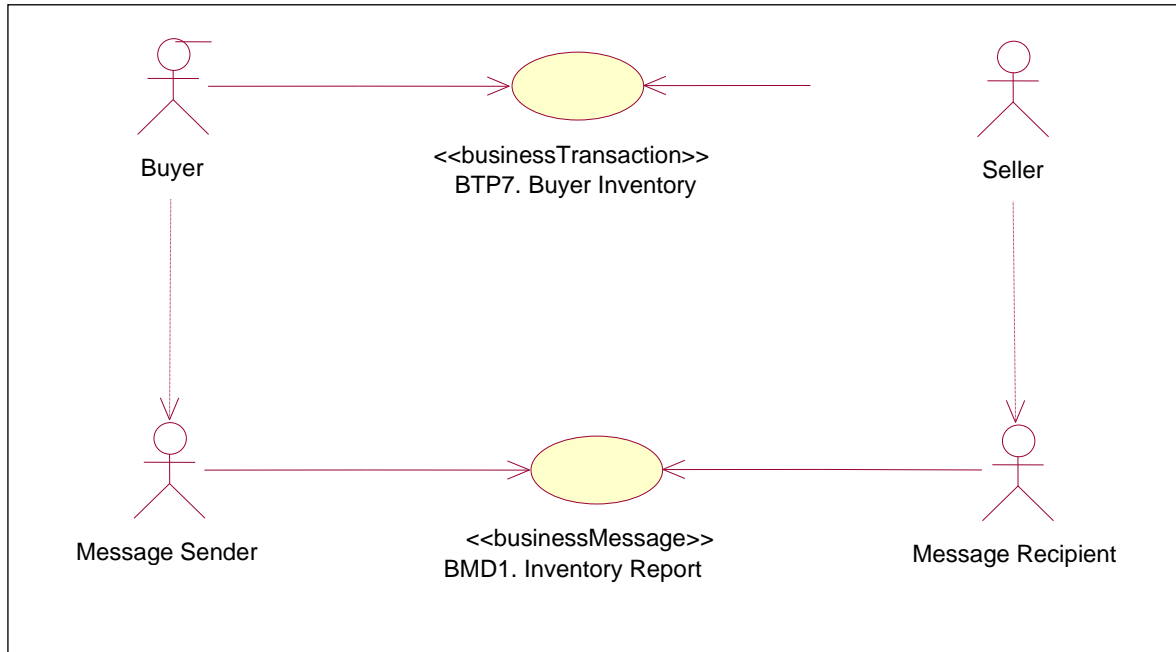 Buyer
<<businessTransaction>>
BTP7. Buyer Inventory
Seller
Message Sender
<<businessMessage>>
BMD1. Inventory Report
Message Recipient